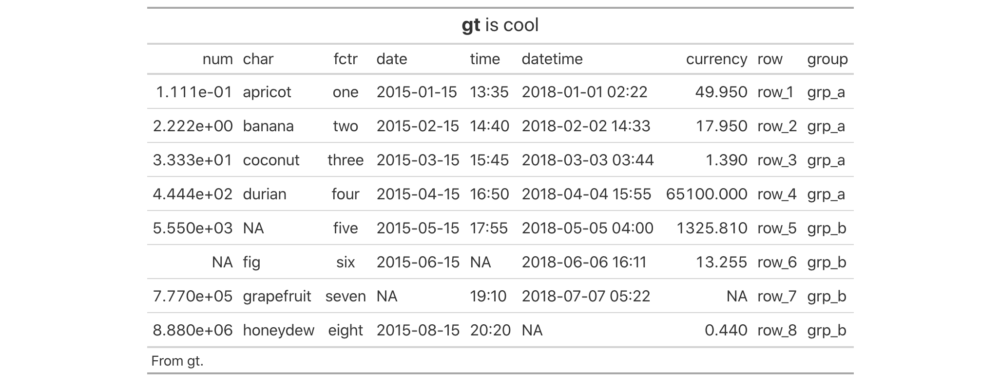 gt is cool
num char fctr date time datetime currency row group
1.111e-01 apricot one 2015-01-15 13:35 2018-01-01 02:22 49.950 row_1 grp_a
2.222e+00 banana two 2015-02-15 14:40 2018-02-02 14:33 17.950 row_2 grp_a
3.333e+01 coconut three 2015-03-15 15:45 2018-03-03 03:44 1.390 row_3 grp_a
4.444e+02 durian four 2015-04-15 16:50 2018-04-04 15:55 65100.000 row_4 grp_a
5.550e+03 NA five 2015-05-15 17:55 2018-05-05 04:00 1325.810 row_5 grp_b
NA fig six 2015-06-15 NA 2018-06-06 16:11 13.255 row_6 grp_b
7.770e+05 grapefruit seven NA 19:10 2018-07-07 05:22 NA row_7 grp_b
8.880e+06 honeydew eight 2015-08-15 20:20 NA 0.440 row_8 grp_b
From gt.